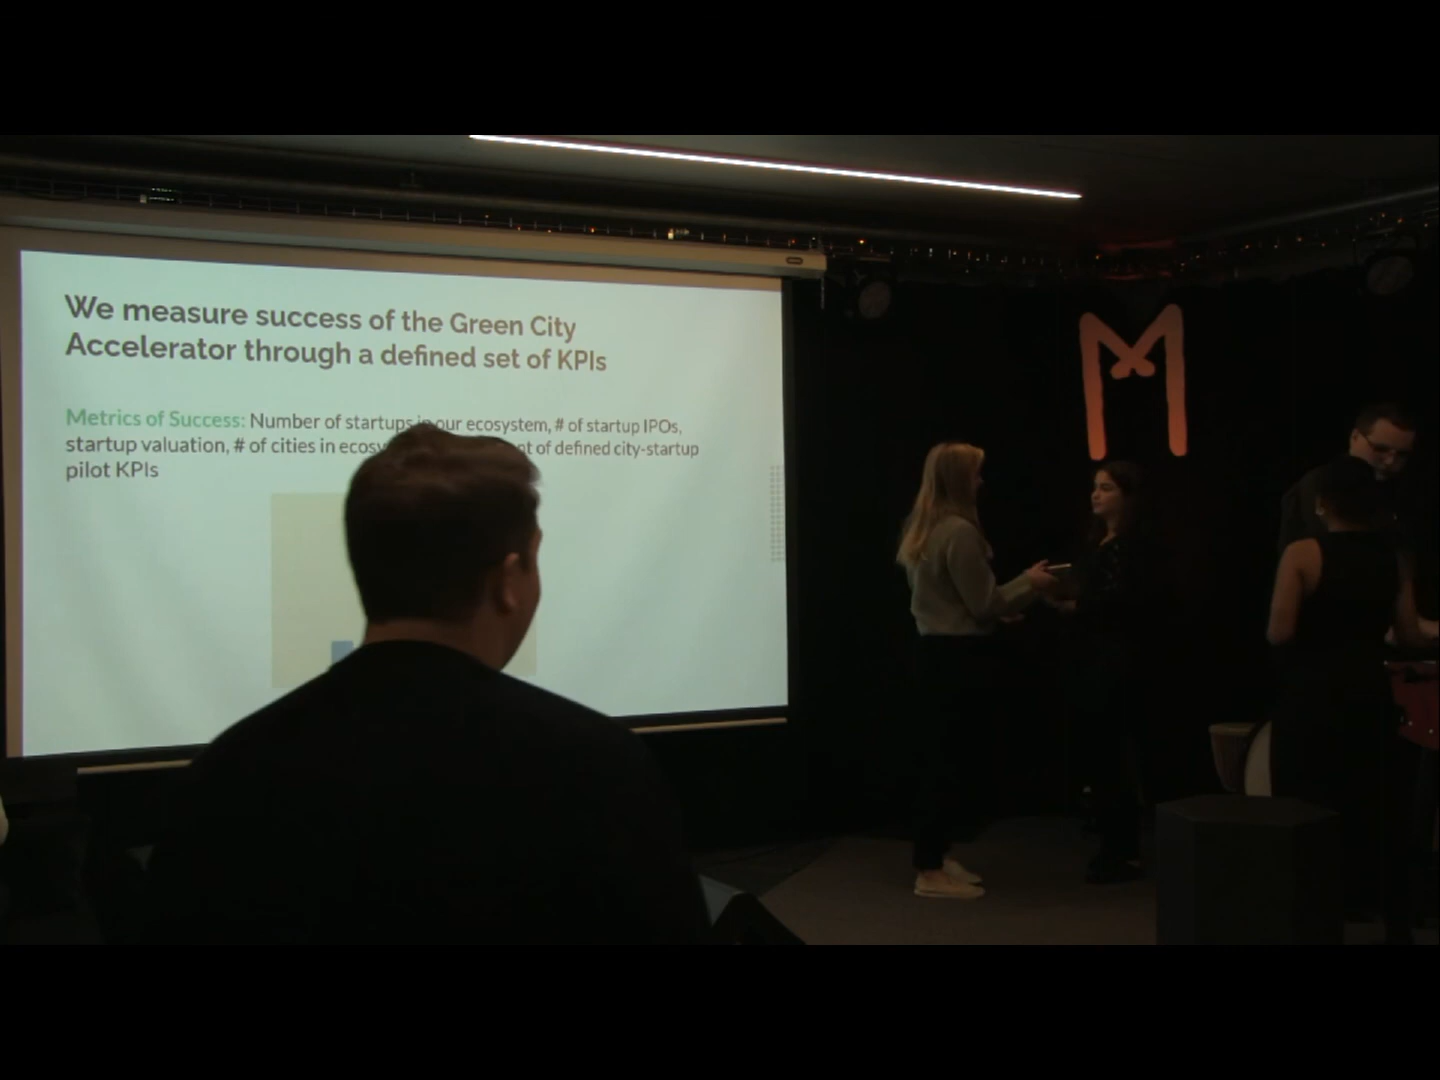 We measure success of the Green City
Accelerator through a defined set of KPIs
Metrics of Success: Number of startups in our ecosystem, # of startup IPOs,
startup valuation, # of cities in of defined city-startup
pilot KPIs
M